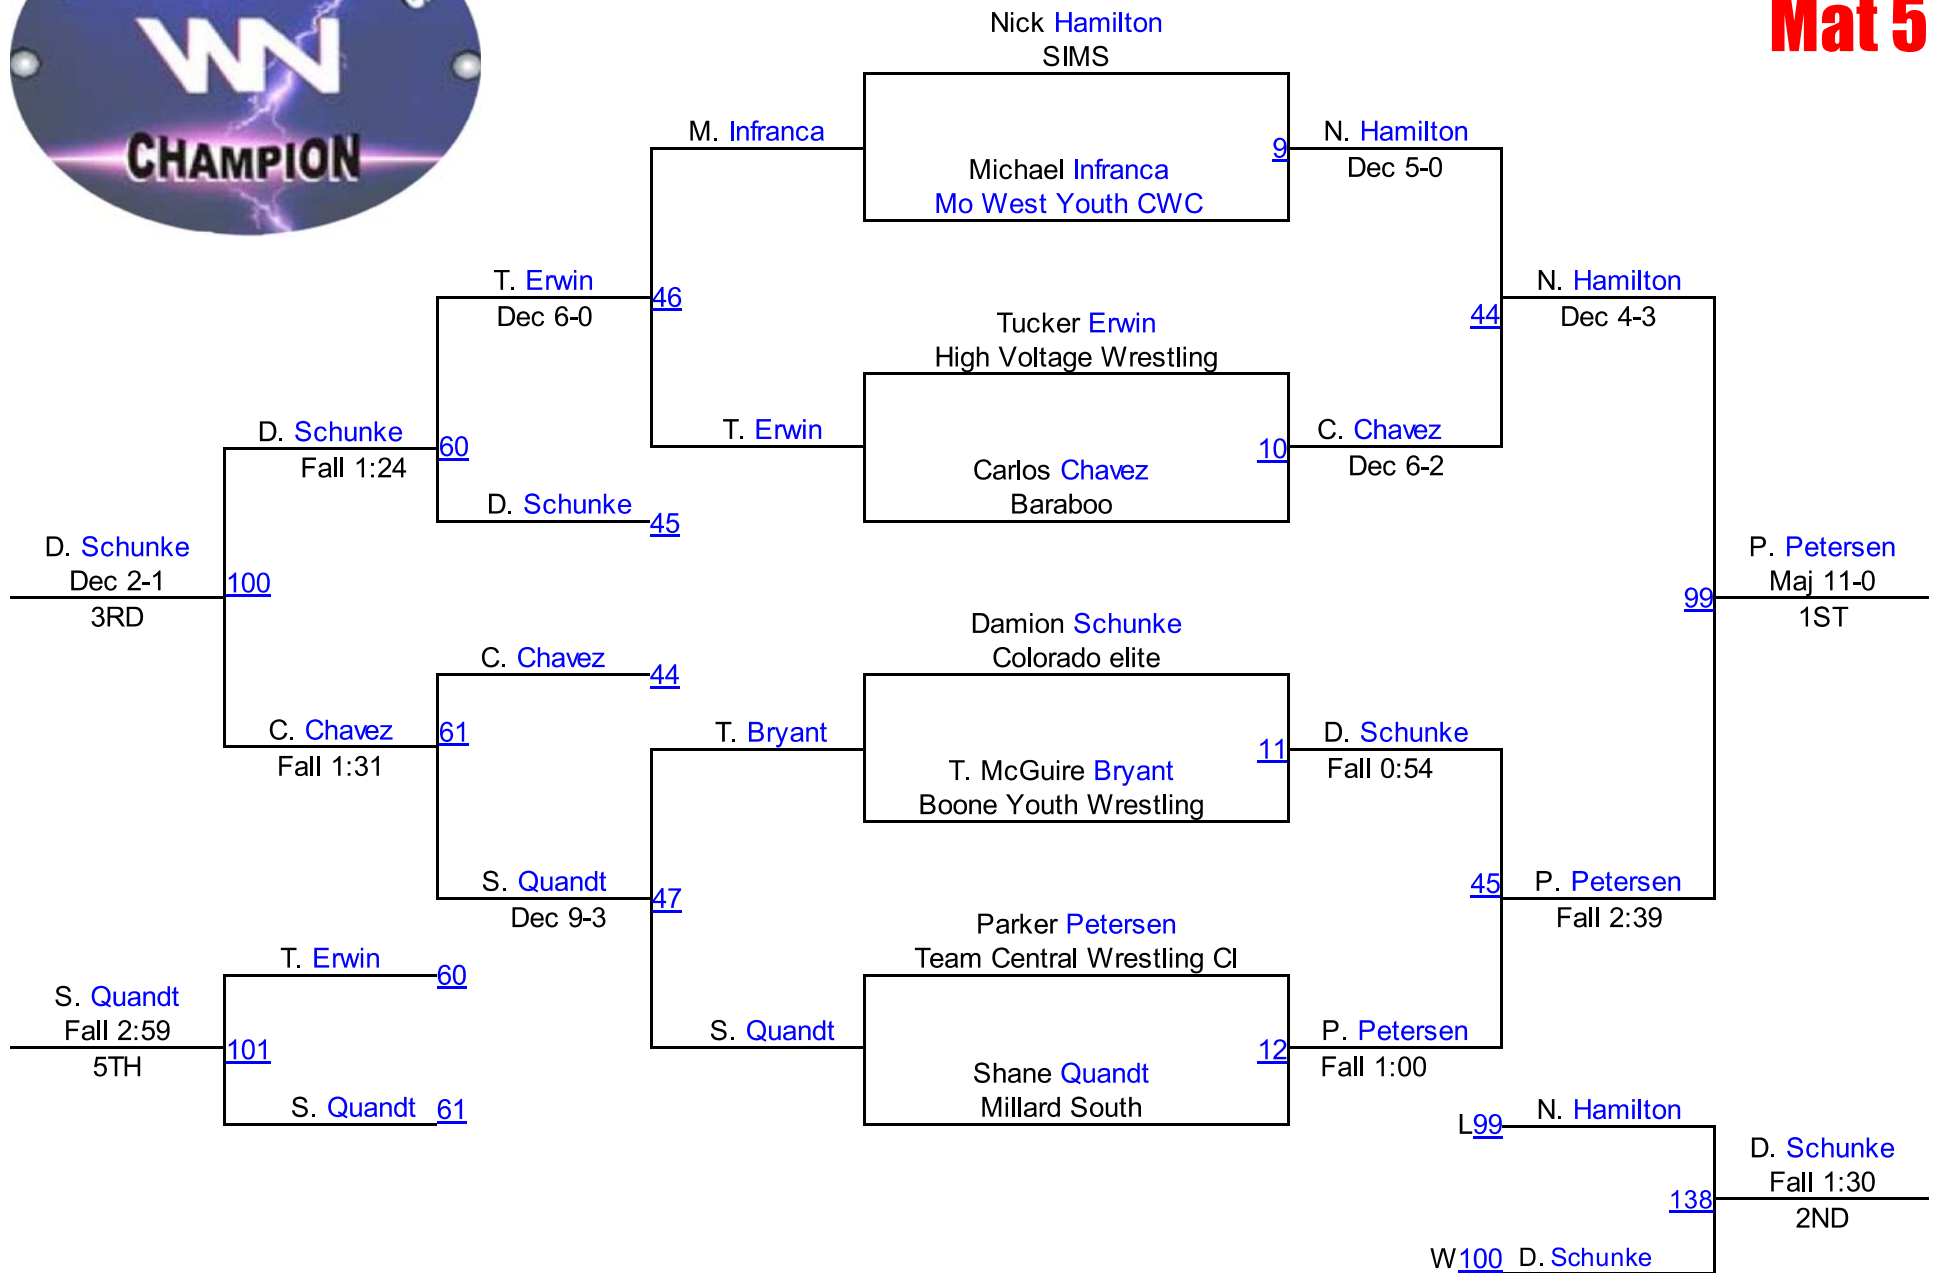 WN
CHAMPION
Mat 5
Nick Hamilton
SIMS
M. Infranca
9
N. Hamilton
Dec 5-0
Michael Infranca
Mo West Youth CWC
T. Erwin
Dec 6-0
46
N. Hamilton
Dec 4-3
44
Tucker Erwin
High Voltage Wrestling
D. Schunke
Fall 1:24
60
T. Erwin
10
C. Chavez
Dec 6-2
Carlos Chavez
Baraboo
D. Schunke
45
D. Schunke
Dec 2-1
3RD
100
P. Petersen
Maj 11-0
1ST
99
Damion Schunke
Colorado elite
C. Chavez
44
C. Chavez
Fall 1:31
61
T. Bryant
11
D. Schunke
Fall 0:54
T. McGuire Bryant
Boone Youth Wrestling
S. Quandt
Dec 9-3
47
45
P. Petersen
Fall 2:39
Parker Petersen
Team Central Wrestling Cl
T. Erwin
60
S. Quandt
Fall 2:59
5TH
101
S. Quandt
12
P. Petersen
Fall 1:00
Shane Quandt
Millard South
S. Quandt 61
L99
N. Hamilton
D. Schunke
Fall 1:30
2ND
138
W100 D. Schunke